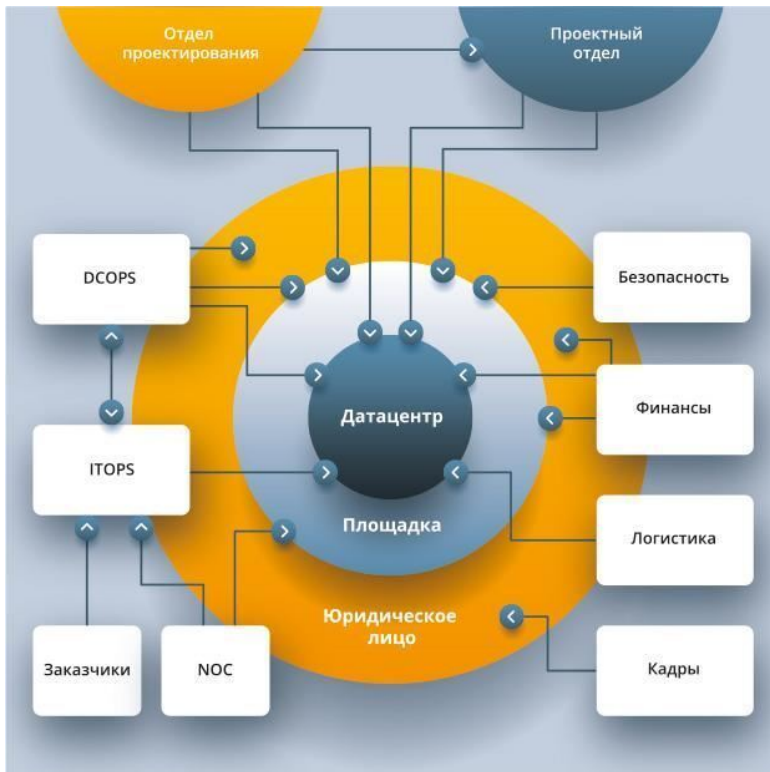 Отдел
проектирования
Проектный
отдел
DCOPS
Безопасность
Датацентр
Финансы
ITOPS
Площадка
Логистика
Юридическое
лицо
Заказчики
NOC
Кадры